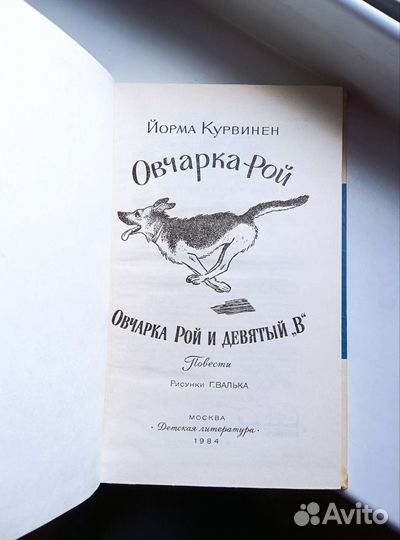 Йорма Курвинен
Овчарка-Рой
Овчарка Рой и девятый „В"
Повести
Рисунки Г. ВАЛЬКА
МОСКВА
· Детская литература ·
1984
Avito